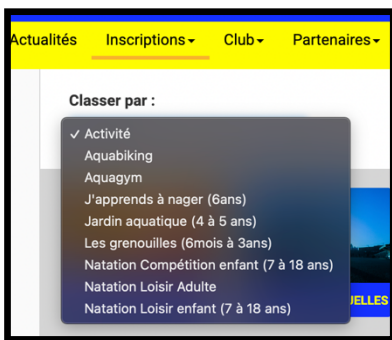 Actualités Inscriptions Club Partenaires
Classer par :
✓ Activité
Aquabiking
Aquagym
J'apprends à nager (6ans)
Jardin aquatique (4 à 5 ans)
Les grenouilles (6mois à 3ans)
Natation Compétition enfant (7 à 18 ans)
Natation Loisir Adulte
Natation Loisir enfant (7 à 18 ans)